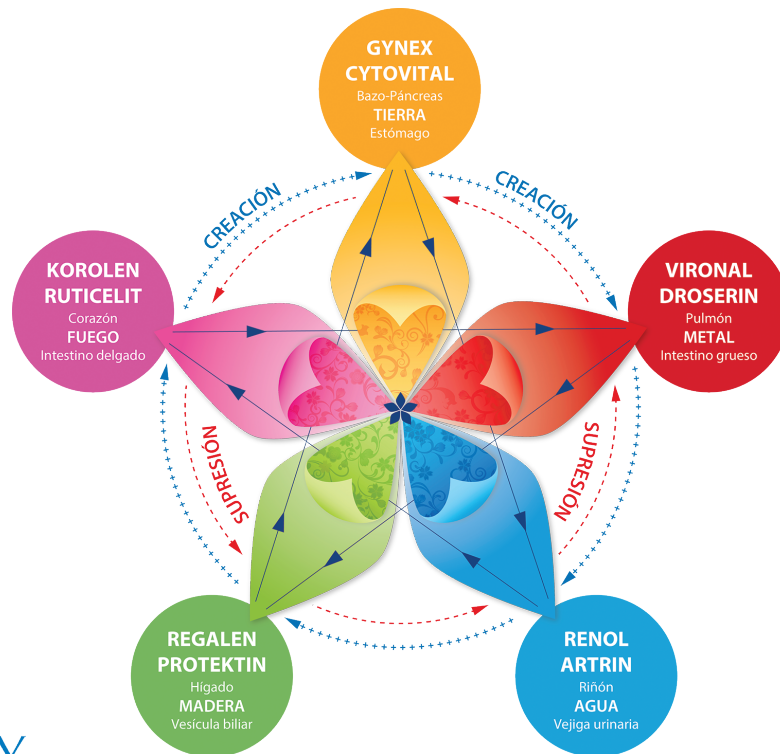 GYNEX
CYTOVITAL
Bazo-Páncreas
TIERRA
Estómago
CREACIÓN
CREACIÓN
KOROLEN
RUTICELIT
Corazón
FUEGO
Intestino delgado
VIRONAL
DROSERIN
Pulmón
METAL
Intestino grueso
SUPRESIÓN
SUPRESIÓN
REGALEN
PROTEKTIN
Hígado
MADERA
Vesícula biliar
RENOL
ARTRIN
Riñón
AGUA
Vejiga urinaria